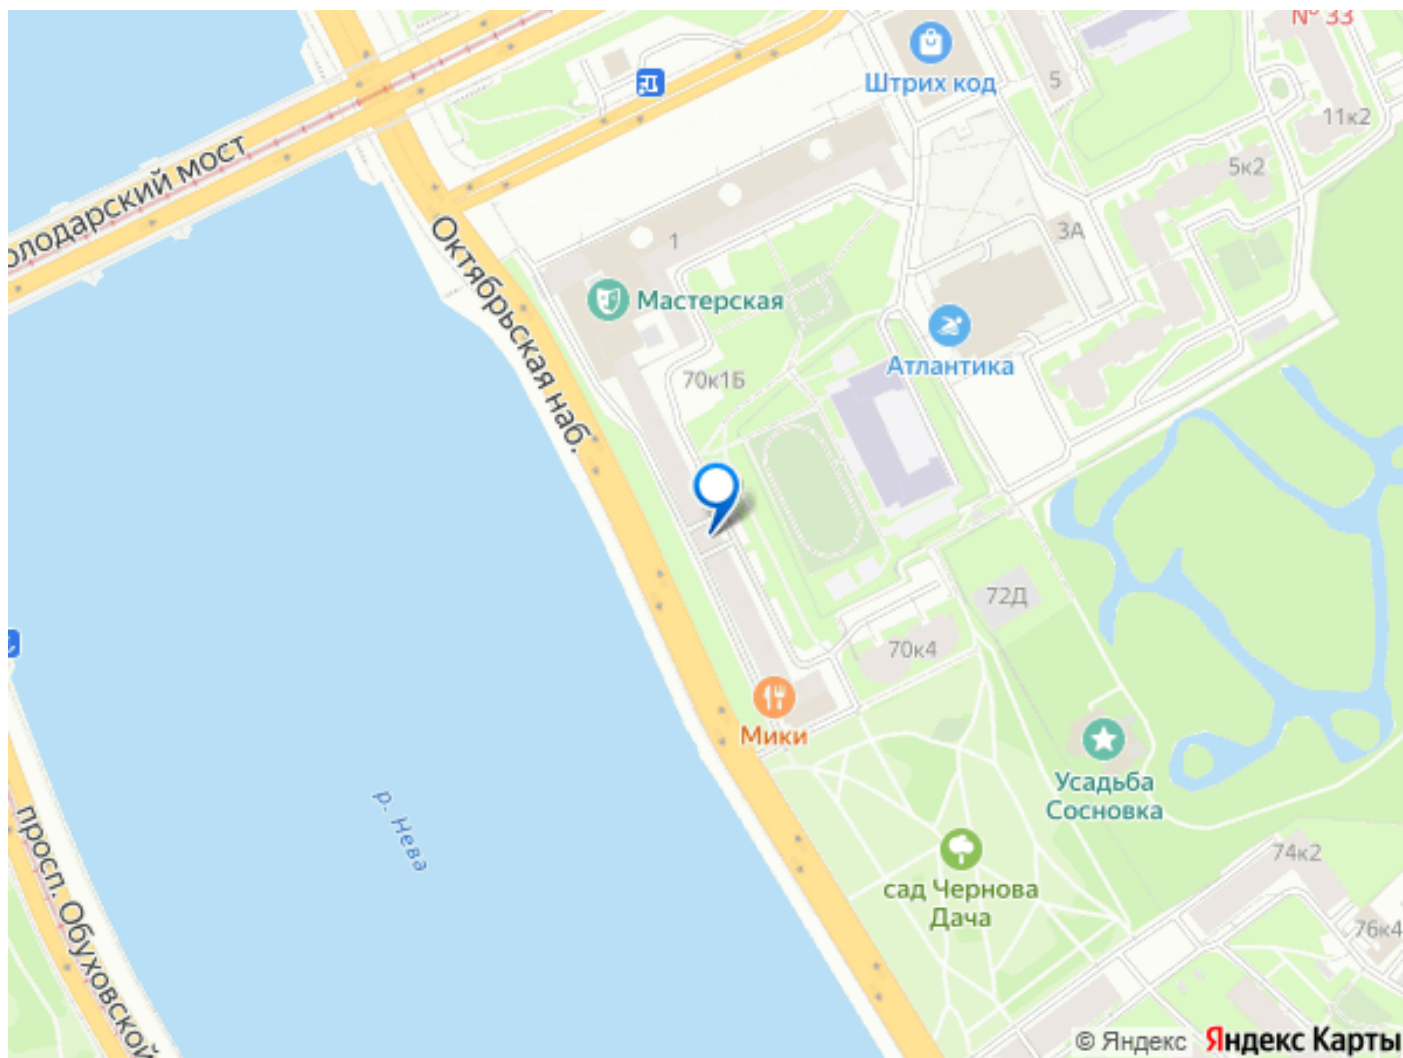 № 33
Штрих код
5
11к2
олодарский мост
5к2
Октябрьская наб.
3А
1
Мастерская
Атлантика
70к1Б
72Д
70к4
Мики
Усадьба
Сосновка
р. Нева
просп. Обуховской
74к2
сад Чернова
Дача
76к4
© Яндекс Яндекс Карты